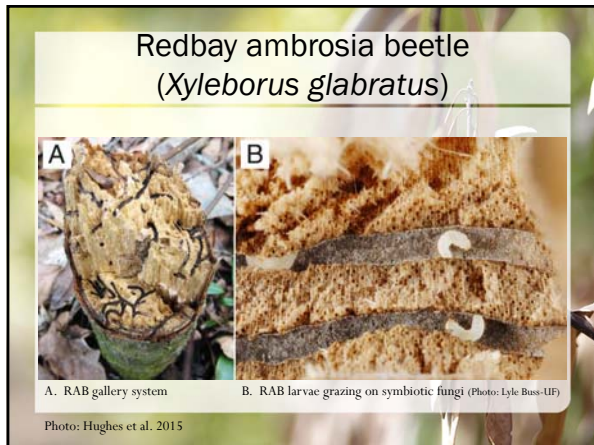 Redbay ambrosia beetle
(Xyleborus glabratus)
A
B
A. RAB gallery system
B. RAB larvae grazing on symbiotic fungi (Photo: Lyle Buss-UF)
Photo: Hughes et al. 2015